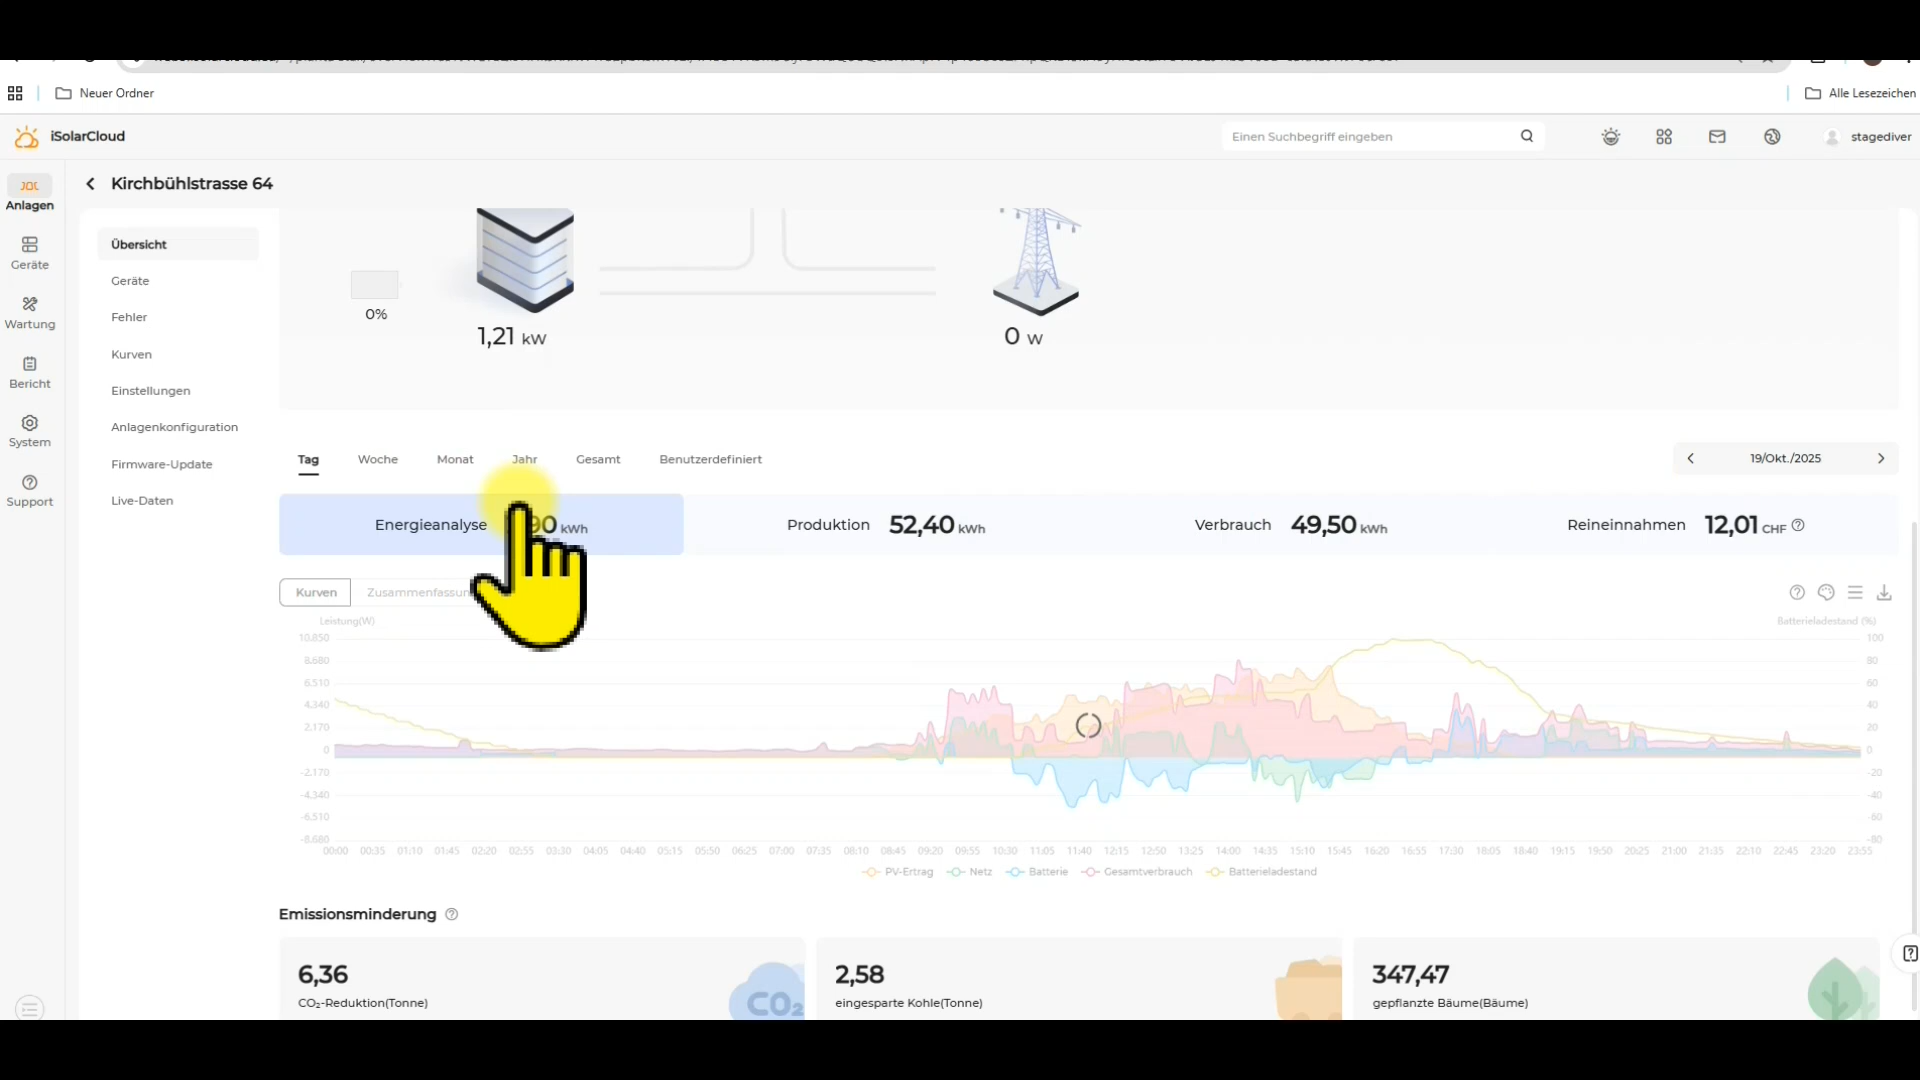 Neuer Ordner
Alle Lesezeichen
iSolarCloud
Einen Suchbegriff eingeben
stagediver
Kirchbühlstrasse 64
Anlagen
Geräte
Wartung
Bericht
System
Support
Übersicht
Geräte
Fehler
Kurven
Einstellungen
Anlagenkonfiguration
Firmware-Update
Live-Daten
0%
1,21 kW
0 W
Tag Woche Monat Jahr Gesamt Benutzerdefiniert
19/Okt./2025
Energieanalyse 90 kWh
Produktion 52,40 kWh
Verbrauch 49,50 kWh
Reineinnahmen 12,01 CHF
Kurven Zusammenfassun
Leistung(W)
Batterieladestand (%)
10.850
8.680
6.510
4.340
2.170
0
-2.170
-4.340
-6.510
-8.680
100
80
60
40
20
0
-20
-40
-60
-80
00:00 00:35 01:10 01:45 02:20 02:55 03:30 04:05 04:40 05:15 05:50 06:25 07:00 07:35 08:10 08:45 09:20 09:55 10:30 11:05 11:40 12:15 12:50 13:25 14:00 14:35 15:10 15:45 16:20 16:55 17:30 18:05 18:40 19:15 19:50 20:25 21:00 21:35 22:10 22:45 23:20 23:55
PV-Ertrag Netz Batterie Gesamtverbrauch Batterieladestand
Emissionsminderung
6,36
CO₂-Reduktion(Tonne)
CO₂
2,58
eingesparte Kohle(Tonne)
347,47
gepflanzte Bäume(Bäume)